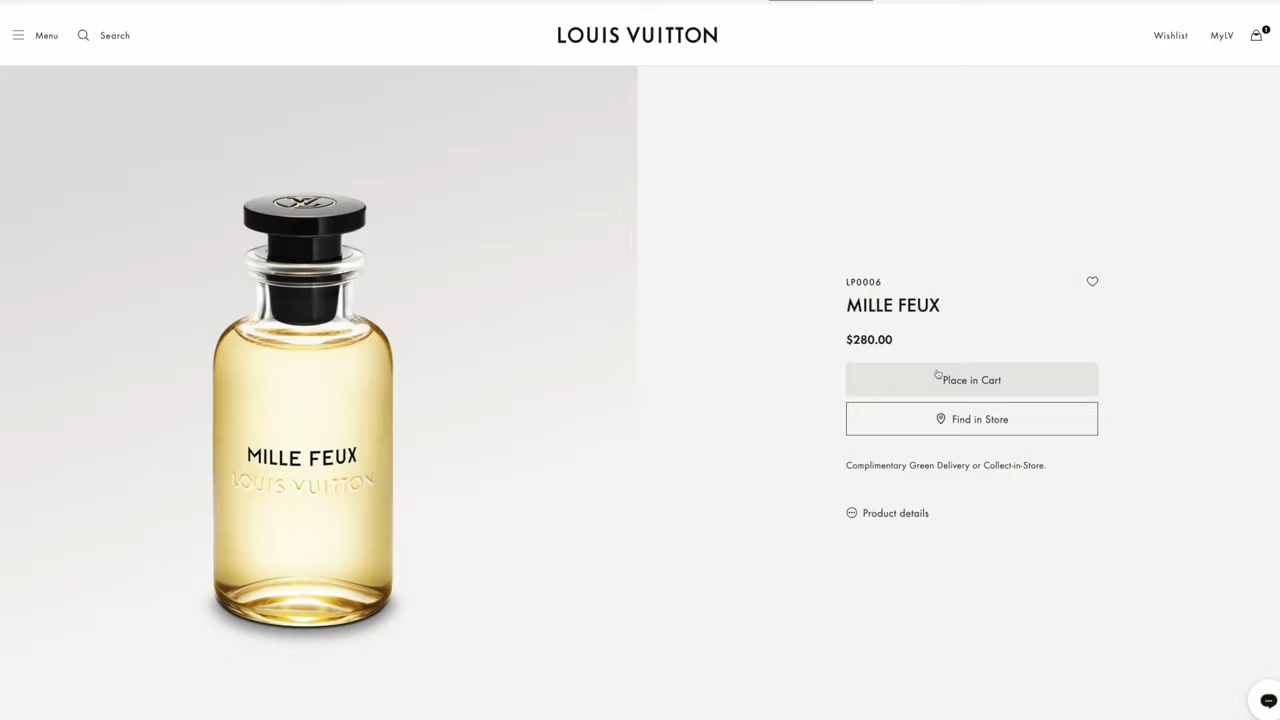 Menu
Search
LOUIS VUITTON
Wishlist
MyLV
1
LP0006
MILLE FEUX
$280.00
Place in Cart
Find in Store
Complimentary Green Delivery or Collect-in-Store.
Product details
LV
MILLE FEUX
LOUIS VUITTON